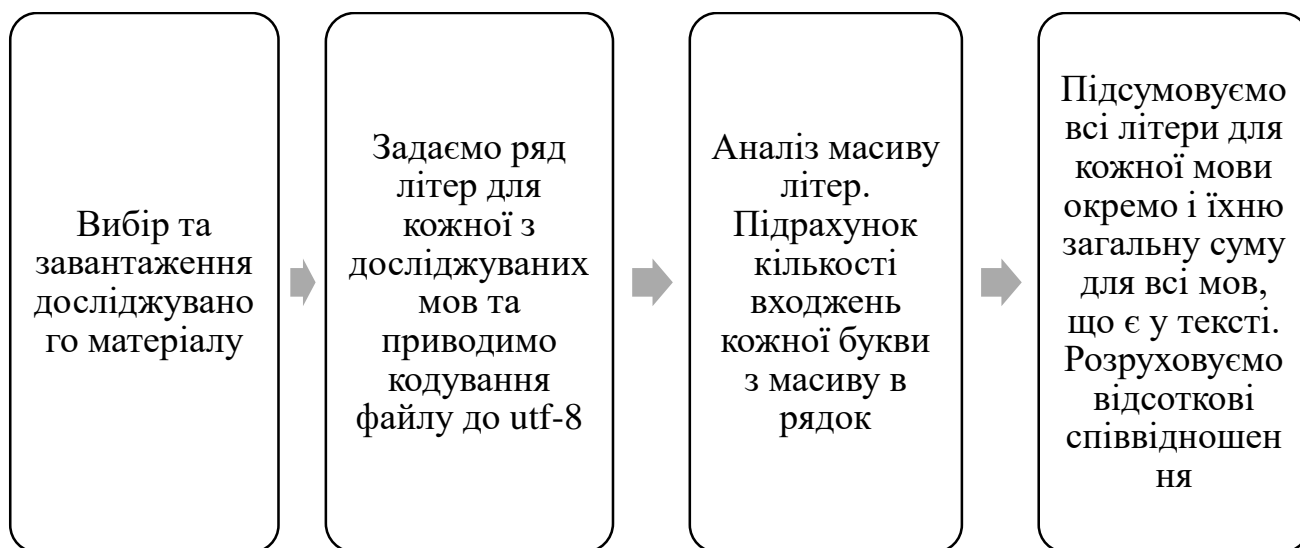 Вибір та
завантаження
досліджувано
го матеріалу
Задаємо ряд
літер для
кожної з
досліджуваних
мов та
приводимо
кодування
файлу до utf-8
Аналіз масиву
літер.
Підрахунок
кількості
входжень
кожної букви
з масиву в
рядок
Підсумовуємо
всі літери для
кожної мови
окремо і їхню
загальну суму
для всі мов,
що є у тексті.
Розруховуємо
відсоткові
співвідношен
ня